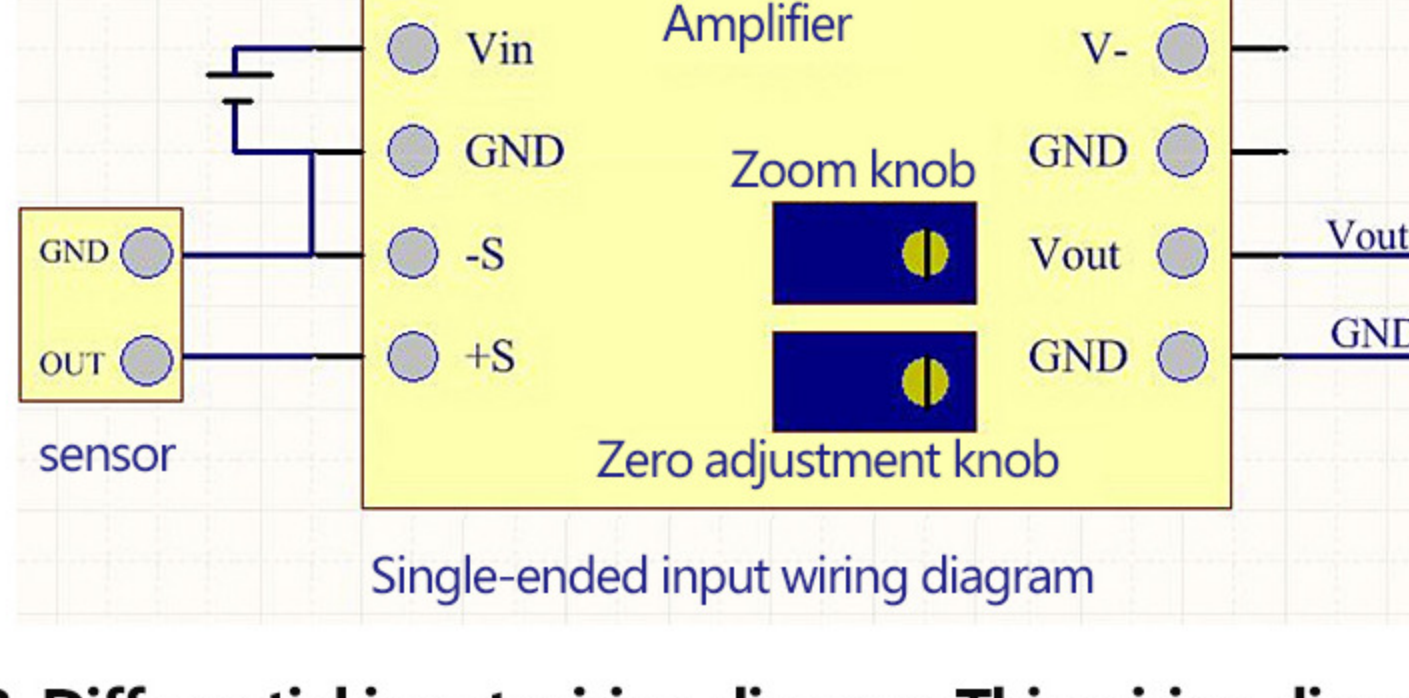 Amplifier
Vin
V-
GND
GND
Zoom knob
GND
-S
Vout
Vout
OUT
+S
GND
GND
sensor
Zero adjustment knob
Single-ended input wiring diagram